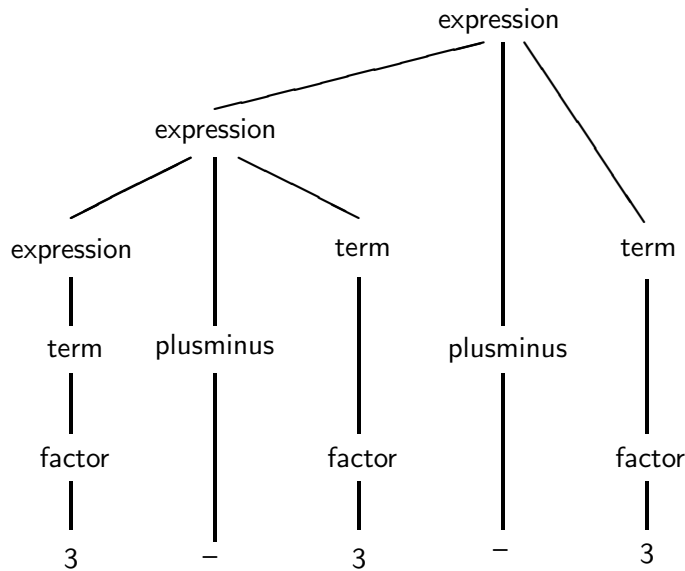 expression
expression
expression term term
term plusminus plusminus
factor factor factor
3 – 3 – 3